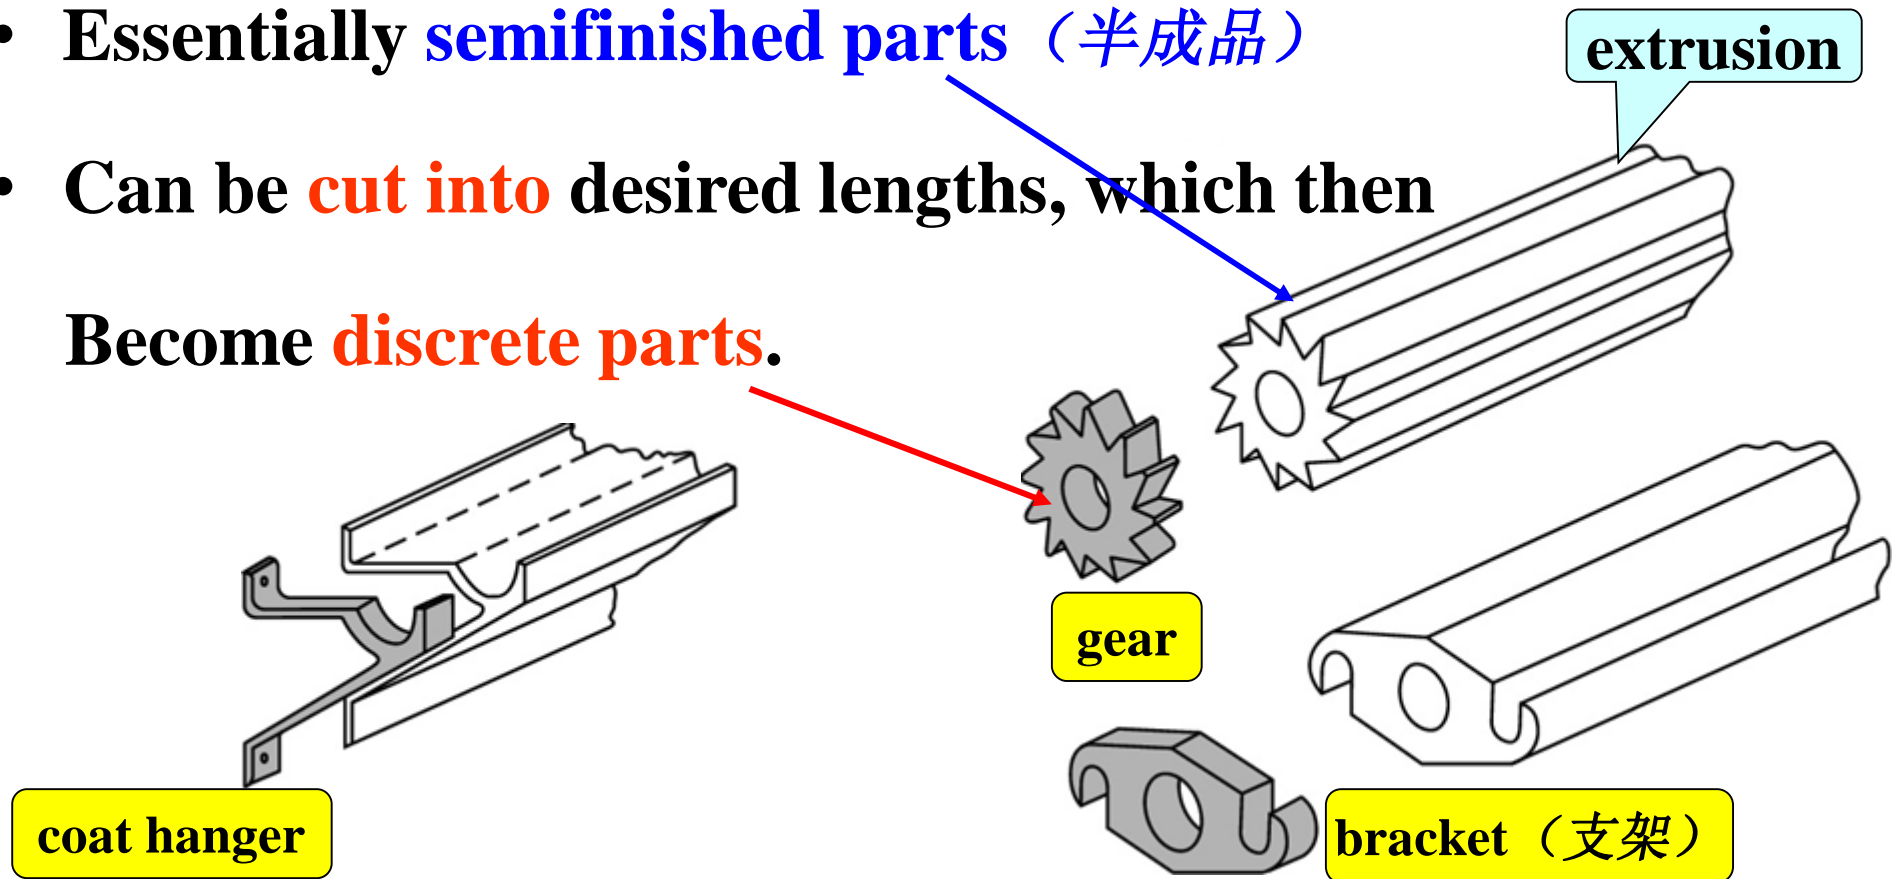 • Essentially semifinished parts（半成品）
extrusion
• Can be cut into desired lengths, which then
Become discrete parts.
gear
coat hanger
bracket（支架）